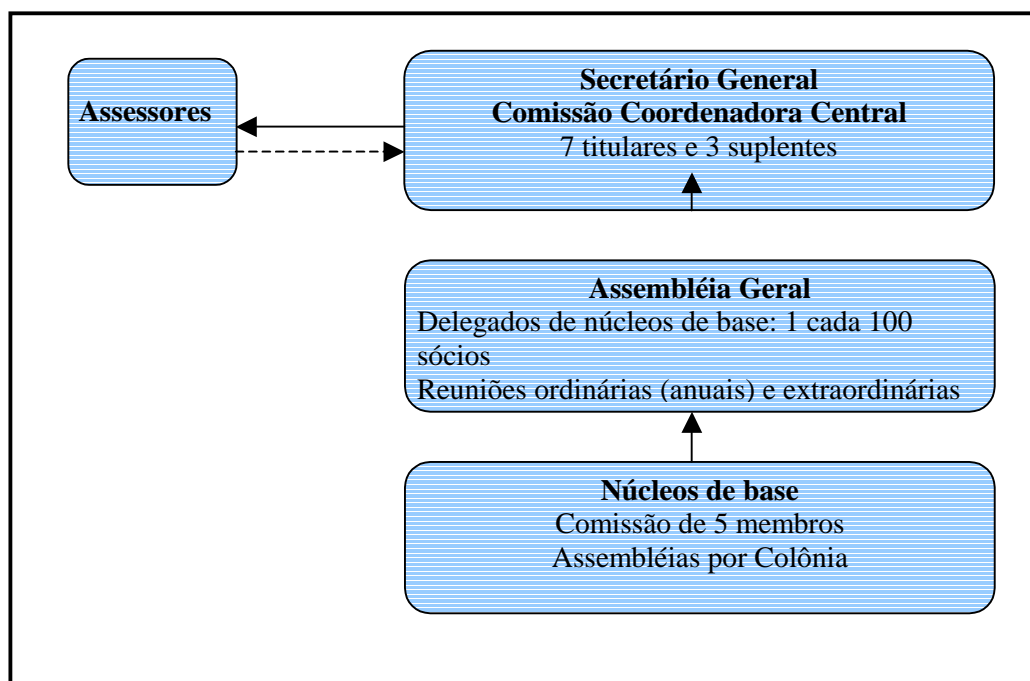 Assessores
Secretário General
Comissão Coordenadora Central
7 titulares e 3 suplentes
Assembléia Geral
Delegados de núcleos de base: 1 cada 100
sócios
Reuniões ordinárias (anuais) e extraordinárias
Núcleos de base
Comissão de 5 membros
Assembléias por Colônia